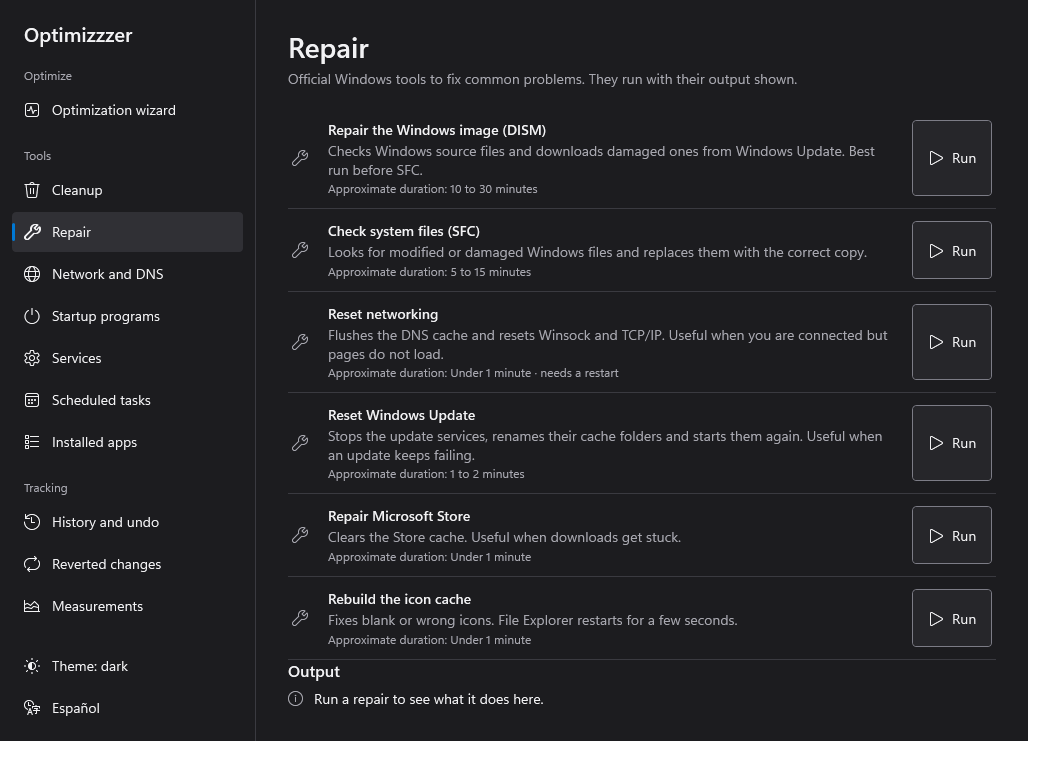 Optimizzzer
Optimize
Optimization wizard
Tools
Cleanup
Repair
Network and DNS
Startup programs
Services
Scheduled tasks
Installed apps
Tracking
History and undo
Reverted changes
Measurements
Theme: dark
Español
Repair
Official Windows tools to fix common problems. They run with their output shown.
Repair the Windows image (DISM)
Checks Windows source files and downloads damaged ones from Windows Update. Best
run before SFC.
Approximate duration: 10 to 30 minutes
Run
Check system files (SFC)
Looks for modified or damaged Windows files and replaces them with the correct copy.
Approximate duration: 5 to 15 minutes
Run
Reset networking
Flushes the DNS cache and resets Winsock and TCP/IP. Useful when you are connected but
pages do not load.
Approximate duration: Under 1 minute · needs a restart
Run
Reset Windows Update
Stops the update services, renames their cache folders and starts them again. Useful when
an update keeps failing.
Approximate duration: 1 to 2 minutes
Run
Repair Microsoft Store
Clears the Store cache. Useful when downloads get stuck.
Approximate duration: Under 1 minute
Run
Rebuild the icon cache
Fixes blank or wrong icons. File Explorer restarts for a few seconds.
Approximate duration: Under 1 minute
Run
Output
Run a repair to see what it does here.